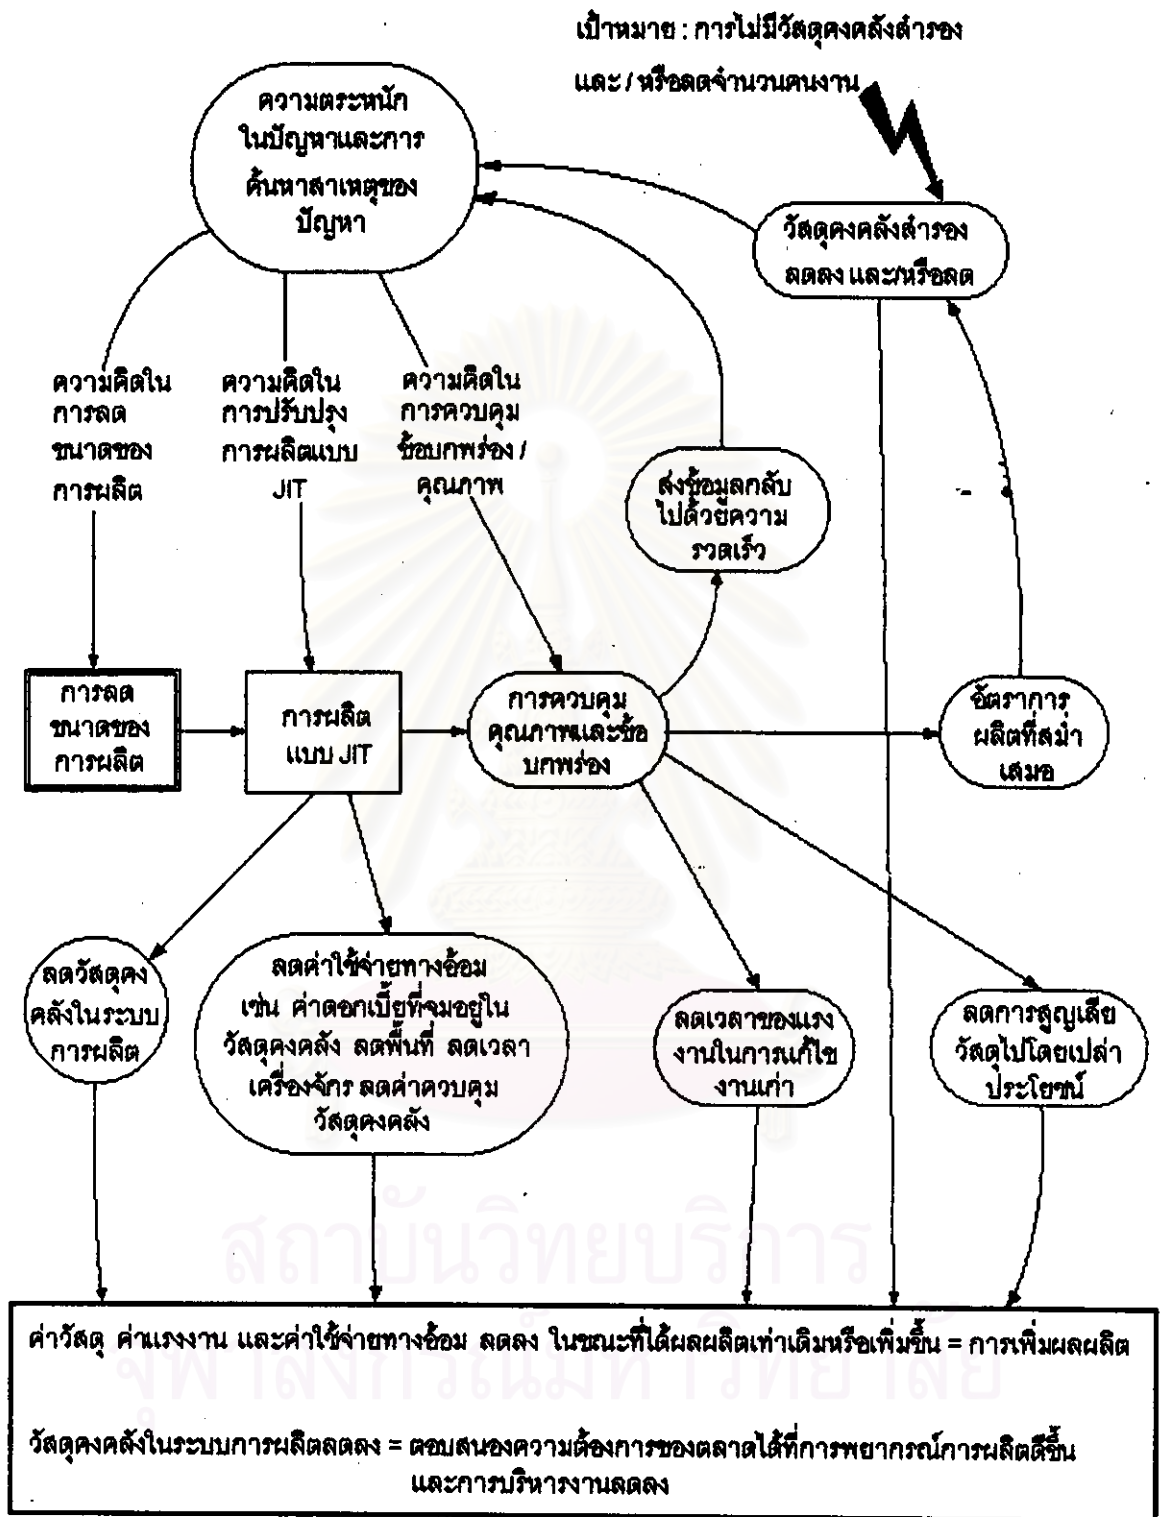 เป้าหมาย : การไม่มีวัสดุคงคลังสำรอง
และ / หรือลดจำนวนคนงาน
ความตระหนัก
ในปัญหาและการ
ค้นหาสาเหตุของ
ปัญหา
วัสดุคงคลังสำรอง
ลดลง และ/หรือลด
ความคิดใน
การลด
ขนาดของ
การผลิต
ความคิดใน
การปรับปรุง
การผลิตแบบ
JIT
ความคิดใน
การควบคุม
ข้อบกพร่อง /
คุณภาพ
ส่งข้อมูลกลับ
ไปด้วยความ
รวดเร็ว
การลด
ขนาดของ
การผลิต
การผลิต
แบบ JIT
การควบคุม
คุณภาพและข้อ
บกพร่อง
อัตราการ
ผลิตที่สม่ำ
เสมอ
ลดวัสดุคง
คลังในระบบ
การผลิต
ลดค่าใช้จ่ายทางอ้อม
เช่น ค่าดอกเบี้ยที่จมอยู่ใน
วัสดุคงคลัง ลดพื้นที่ ลดเวลา
เครื่องจักร ลดค่าควบคุม
วัสดุคงคลัง
ลดเวลาของแรง
งานในการแก้ไข
งานเก่า
ลดการสูญเสีย
วัสดุไปโดยเปล่า
ประโยชน์
สถาบันวิทยบริการ
จุฬาลงกรณ์มหาวิทยาลัย
ค่าวัสดุ ค่าแรงงาน และค่าใช้จ่ายทางอ้อม ลดลง ในขณะที่ได้ผลผลิตเท่าเดิมหรือเพิ่มขึ้น = การเพิ่มผลผลิต
วัสดุคงคลังในระบบการผลิตลดลง = ตอบสนองความต้องการของตลาดได้ที่การพยากรณ์การผลิตดีขึ้น
และการบริหารงานลดลง